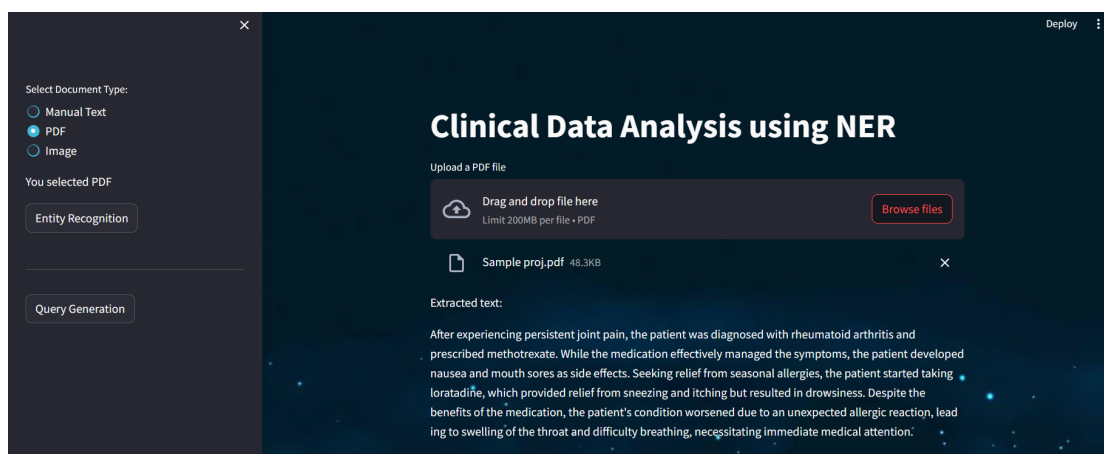 Deploy
Select Document Type:
Manual Text
PDF
Image
You selected PDF
Entity Recognition
Query Generation
Clinical Data Analysis using NER
Upload a PDF file
Drag and drop file here
Limit 200MB per file • PDF
Browse files
Sample proj.pdf 48.3KB
Extracted text:
After experiencing persistent joint pain, the patient was diagnosed with rheumatoid arthritis and
prescribed methotrexate. While the medication effectively managed the symptoms, the patient developed
nausea and mouth sores as side effects. Seeking relief from seasonal allergies, the patient started taking
loratadine, which provided relief from sneezing and itching but resulted in drowsiness. Despite the
benefits of the medication, the patient's condition worsened due to an unexpected allergic reaction, lead
ing to swelling of the throat and difficulty breathing, necessitating immediate medical attention.